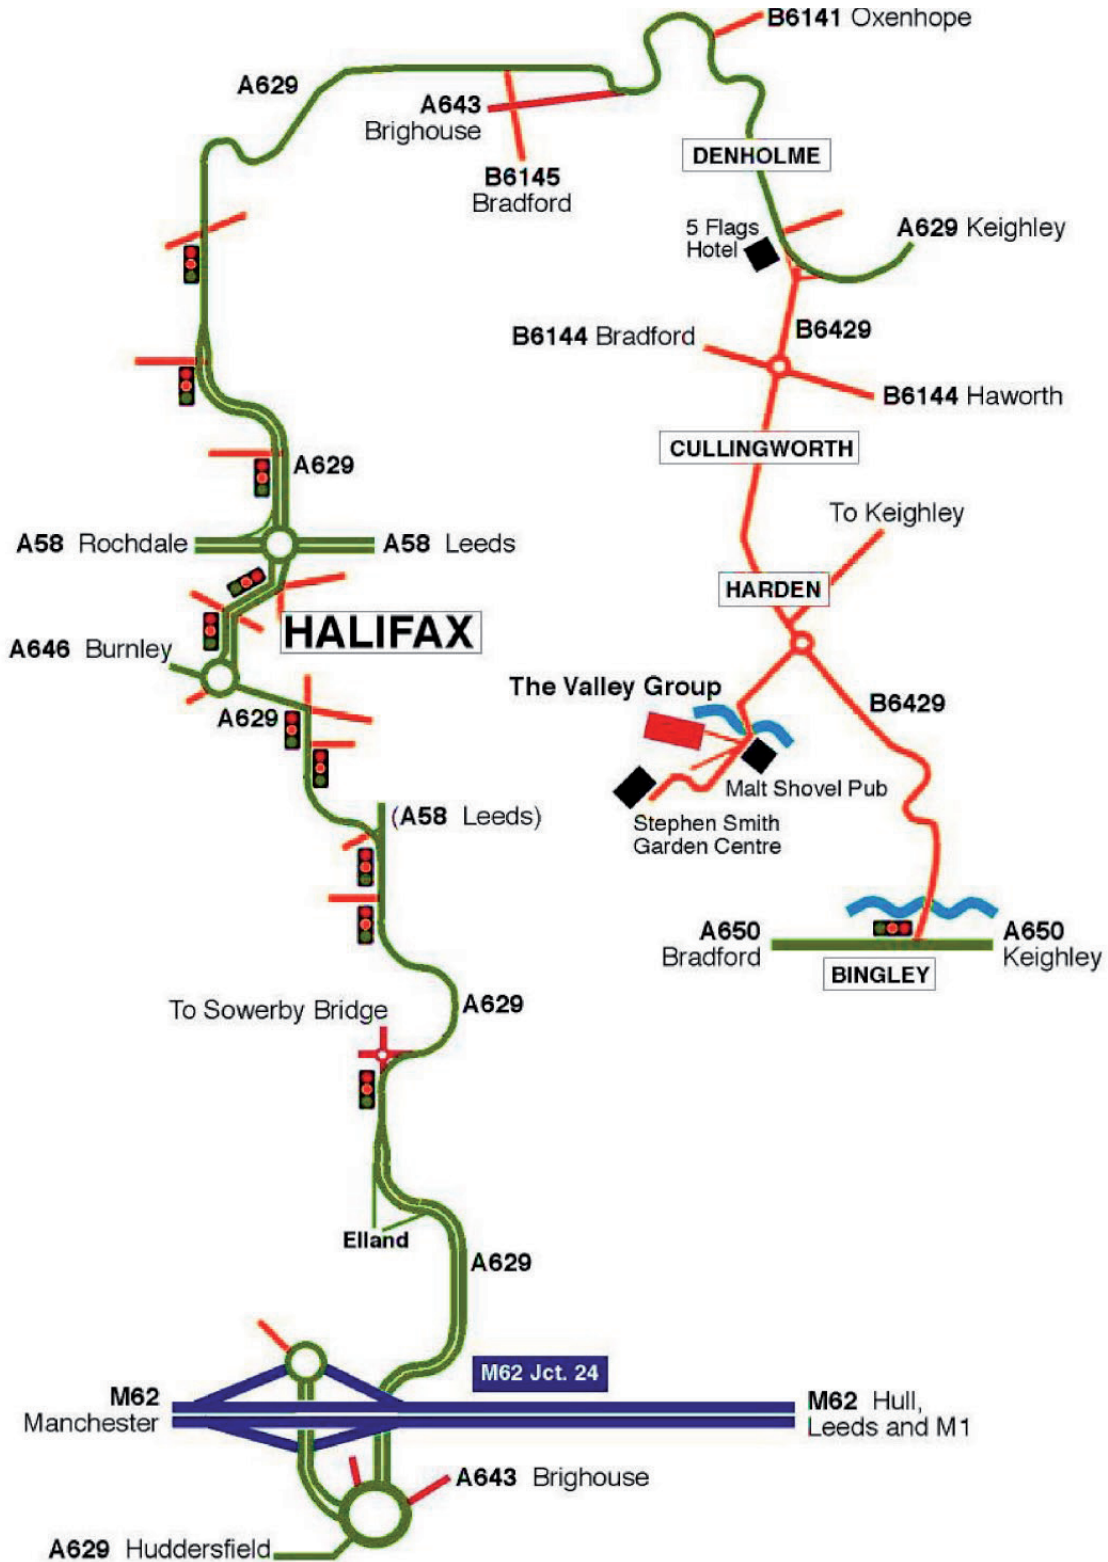 B6141 Oxenhope
A629
A643
Brighouse
B6145
Bradford
DENHOLME
5 Flags
Hotel
A629 Keighley
B6429
B6144 Bradford
B6144 Haworth
CULLINGWORTH
A629
To Keighley
A58 Rochdale
A58 Leeds
HARDEN
HALIFAX
A646 Burnley
The Valley Group
B6429
A629
Malt Shovel Pub
(A58 Leeds)
Stephen Smith
Garden Centre
A650
Bradford
A650
Keighley
BINGLEY
To Sowerby Bridge
A629
Elland
A629
M62 Jct. 24
M62
Manchester
M62 Hull,
Leeds and M1
A643 Brighouse
A629 Huddersfield